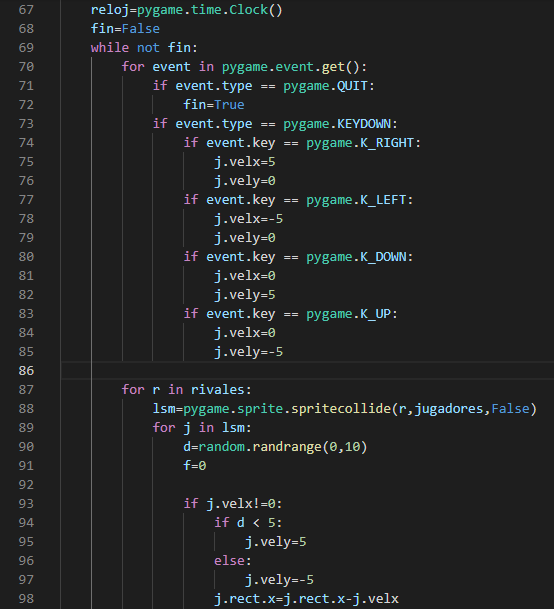 67 reloj=pygame.time.Clock()
68 fin=False
69 while not fin:
70 for event in pygame.event.get():
71 if event.type == pygame.QUIT:
72 fin=True
73 if event.type == pygame.KEYDOWN:
74 if event.key == pygame.K_RIGHT:
75 j.velx=5
76 j.vely=0
77 if event.key == pygame.K_LEFT:
78 j.velx=-5
79 j.vely=0
80 if event.key == pygame.K_DOWN:
81 j.velx=0
82 j.vely=5
83 if event.key == pygame.K_UP:
84 j.velx=0
85 j.vely=-5
86
87 for r in rivales:
88 lsm=pygame.sprite.spritecollide(r,jugadores,False)
89 for j in lsm:
90 d=random.randrange(0,10)
91 f=0
92
93 if j.velx!=0:
94 if d < 5:
95 j.vely=5
96 else:
97 j.vely=-5
98 j.rect.x=j.rect.x-j.velx